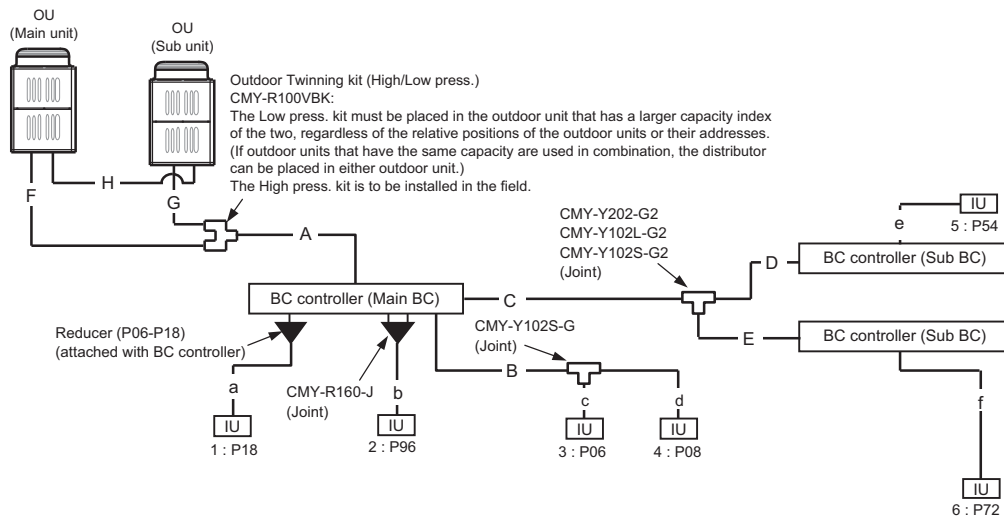 OU
(Main unit)
OU
(Sub unit)
Outdoor Twinning kit (High/Low press.)
CMY-R100VBK:
The Low press. kit must be placed in the outdoor unit that has a larger capacity index
of the two, regardless of the relative positions of the outdoor units or their addresses.
(If outdoor units that have the same capacity are used in combination, the distributor
can be placed in either outdoor unit.)
The High press. kit is to be installed in the field.
F
H
G
A
CMY-Y202-G2
CMY-Y102L-G2
CMY-Y102S-G2
(Joint)
e
IU
5 : P54
D
BC controller (Sub BC)
BC controller (Main BC)
C
E
BC controller (Sub BC)
Reducer (P06-P18)
(attached with BC controller)
CMY-Y102S-G
(Joint)
B
a
CMY-R160-J
(Joint)
b
c
d
f
IU
1 : P18
IU
2 : P96
IU
3 : P06
IU
4 : P08
IU
6 : P72